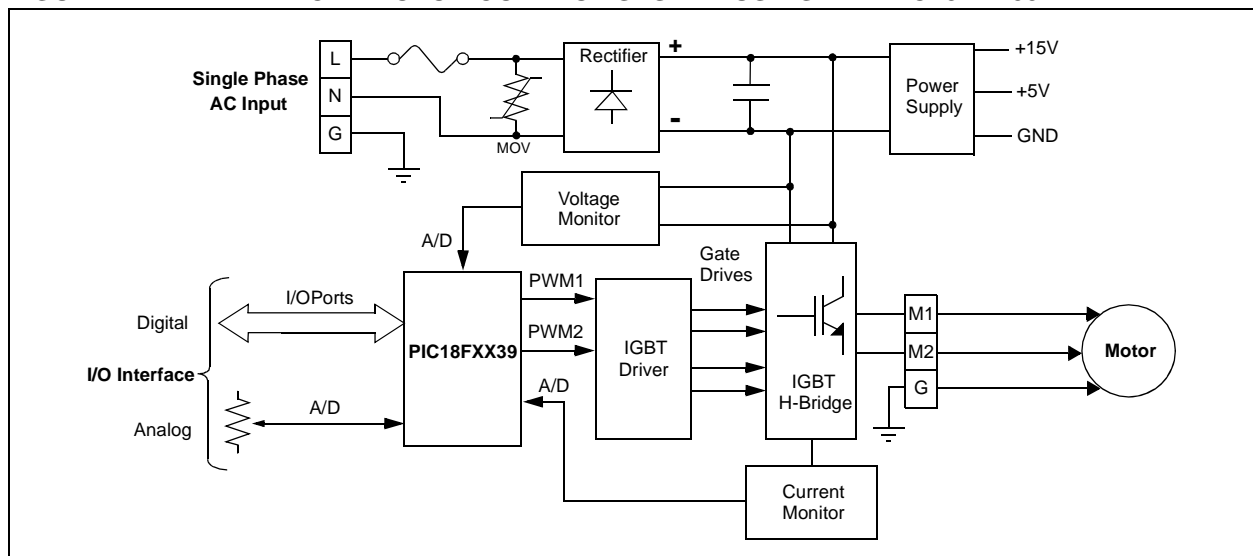 L
N
G
Single Phase
AC Input
MOV
Rectifier
+
-
Power
Supply
+15V
+5V
GND
Voltage
Monitor
A/D
Gate
Drives
I/OPorts
Digital
I/O Interface
Analog
A/D
PIC18FXX39
PWM1
PWM2
A/D
IGBT
Driver
IGBT
H-Bridge
M1
M2
G
Motor
Current
Monitor